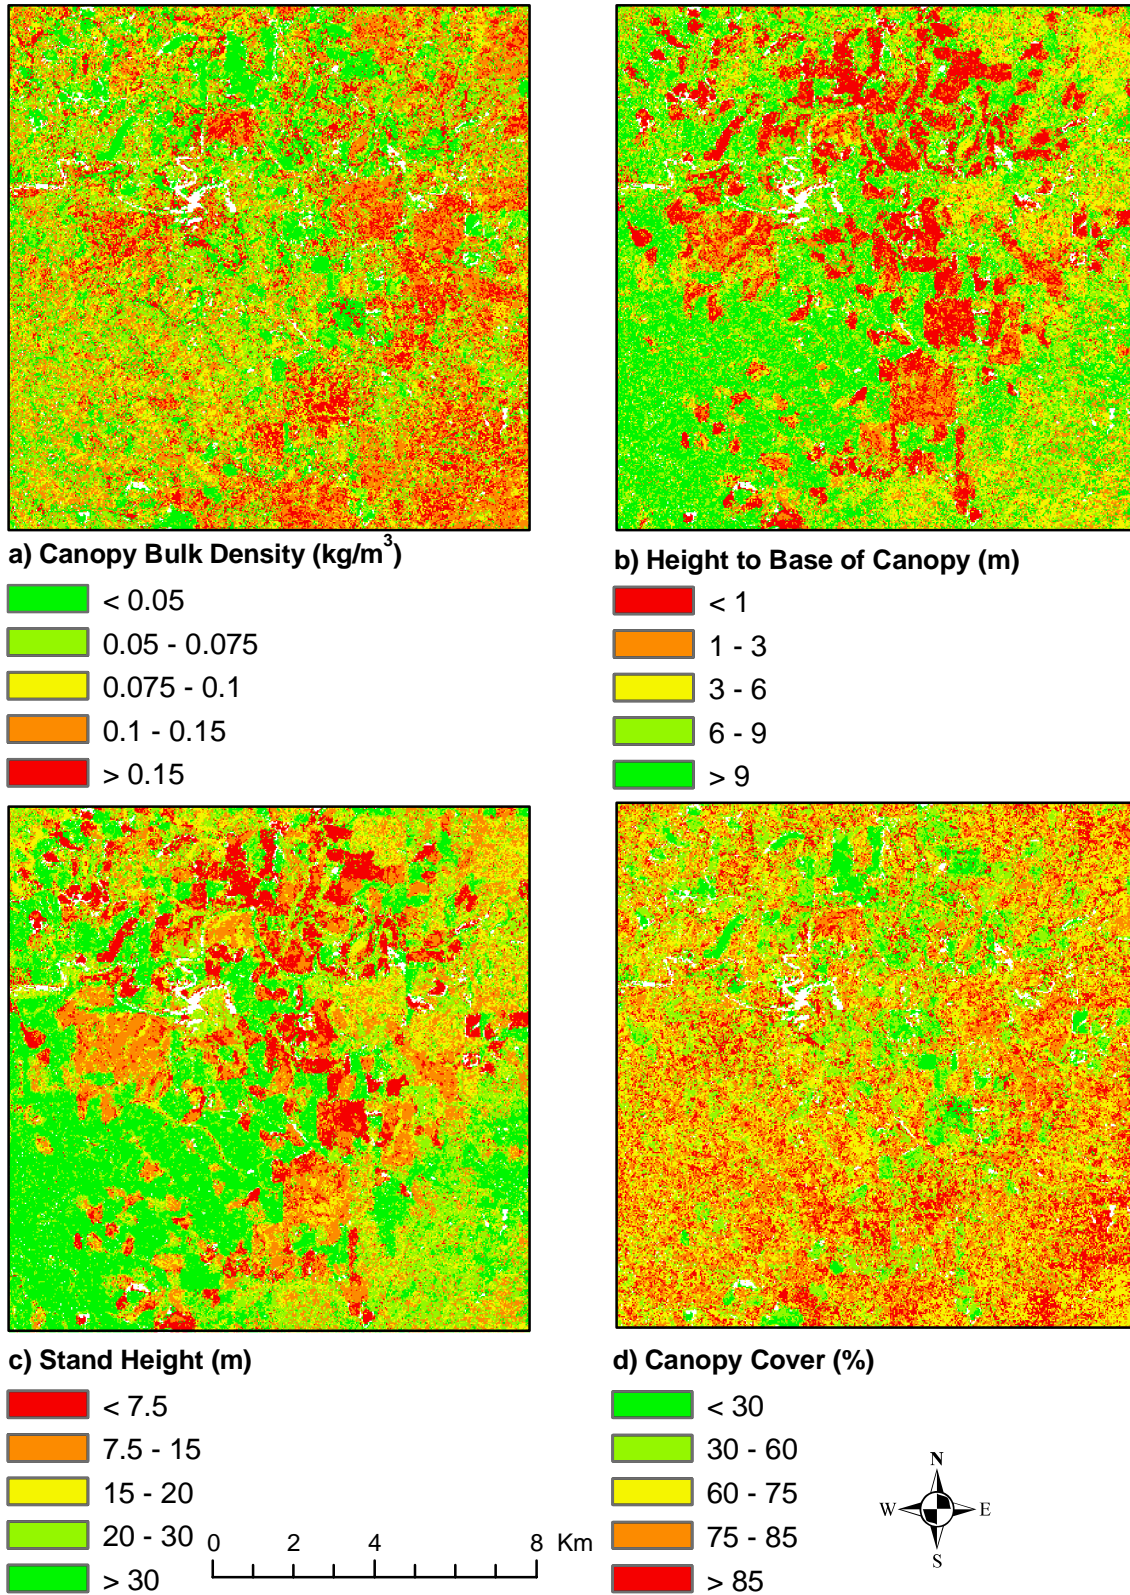 a) Canopy Bulk Density (kg/m³)
< 0.05
0.05 - 0.075
0.075 - 0.1
0.1 - 0.15
> 0.15
b) Height to Base of Canopy (m)
< 1
1 - 3
3 - 6
6 - 9
> 9
c) Stand Height (m)
< 7.5
7.5 - 15
15 - 20
20 - 30
> 30
0 2 4 8 Km
d) Canopy Cover (%)
< 30
30 - 60
60 - 75
75 - 85
> 85
N
W E
S